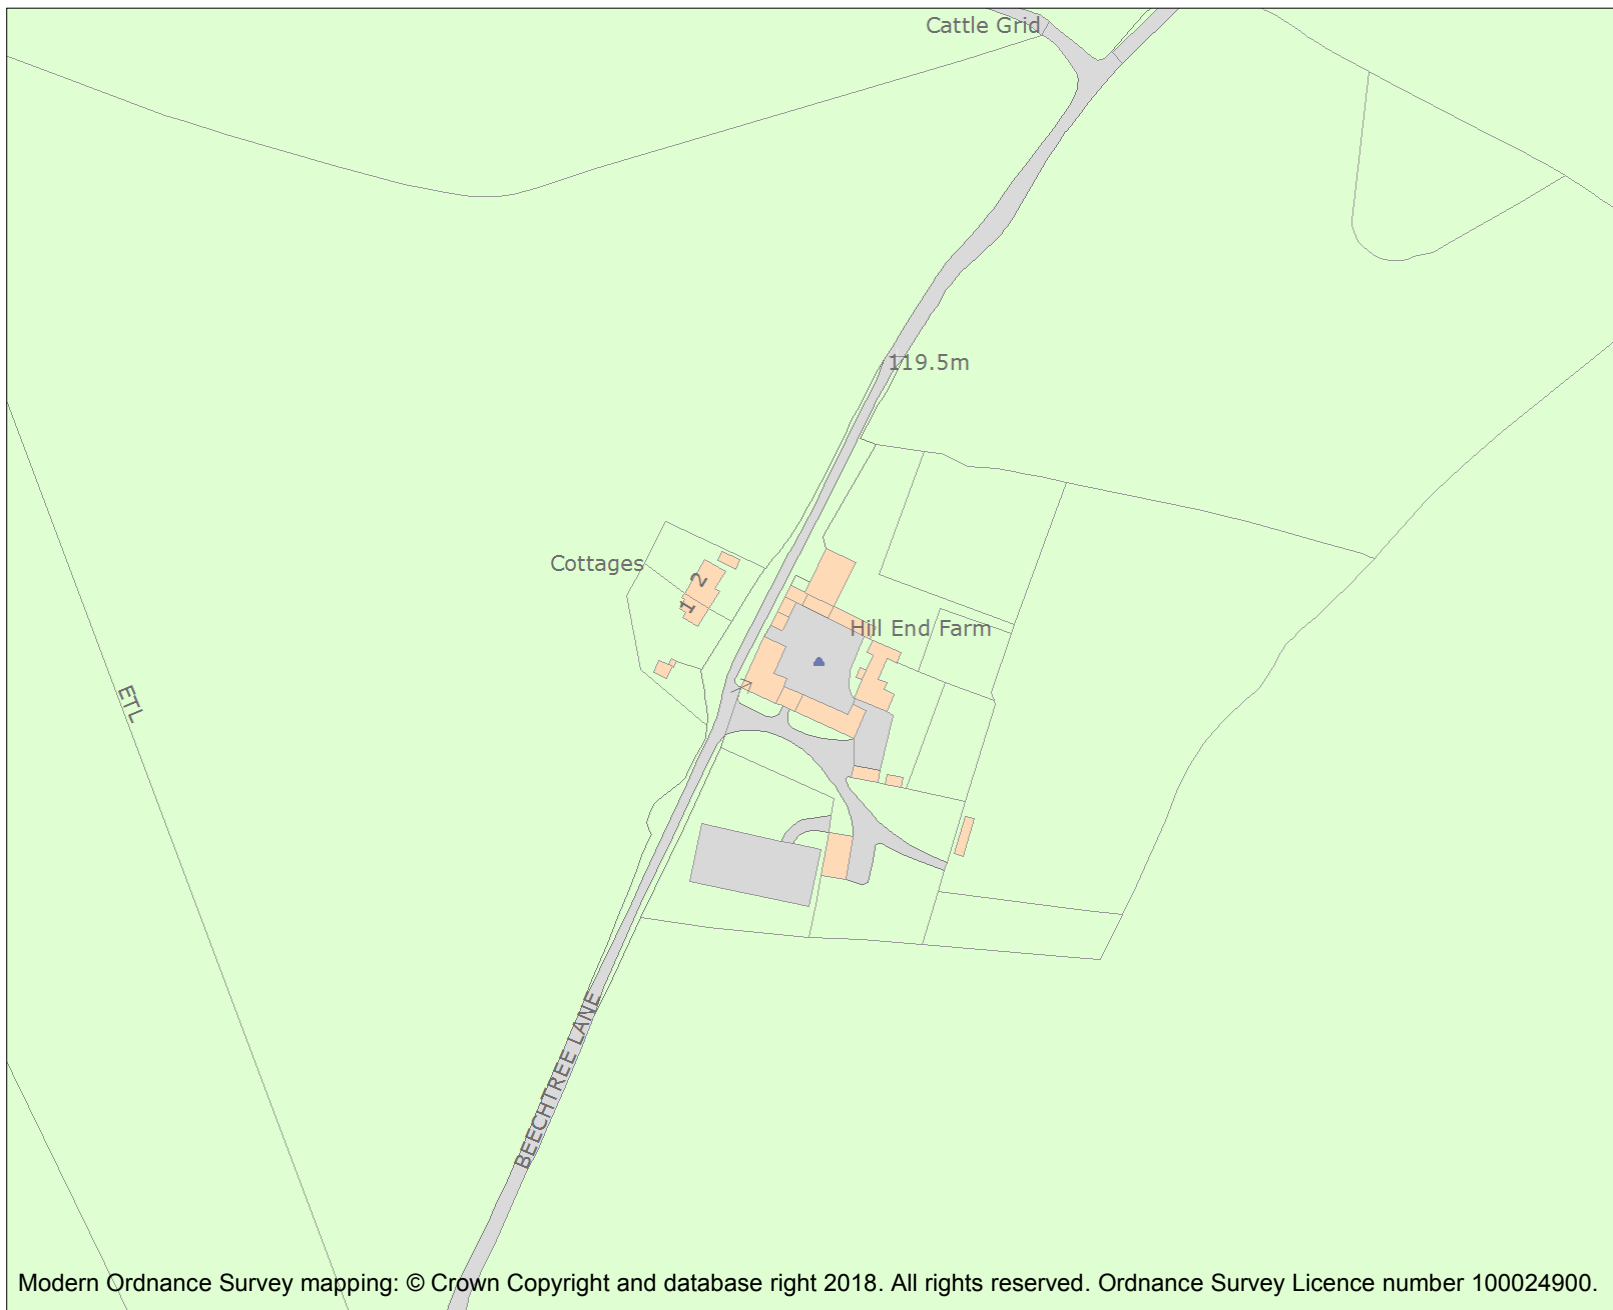 Cattle Grid
119.5m
Cottages
2
1
Hill End Farm
ETL
BEECHTREE LANE
Modern Ordnance Survey mapping: © Crown Copyright and database right 2018. All rights reserved. Ordnance Survey Licence number 100024900.